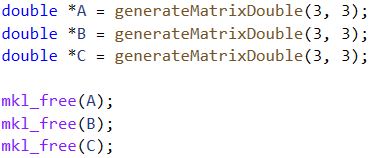 double *A = generateMatrixDouble(3, 3);
double *B = generateMatrixDouble(3, 3);
double *C = generateMatrixDouble(3, 3);
mkl_free(A);
mkl_free(B);
mkl_free(C);